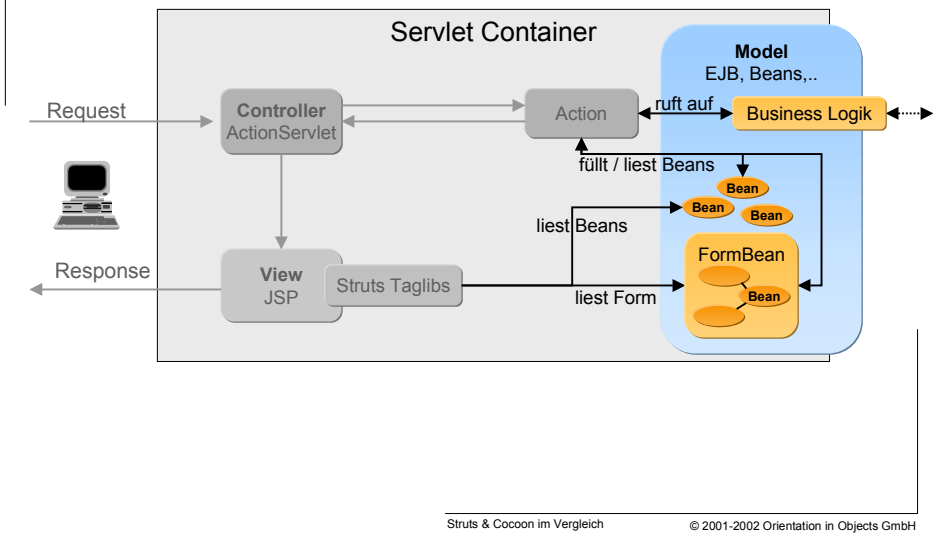 Servlet Container
Model
EJB, Beans,..
Request
Controller
ActionServlet
Action
ruft auf
Business Logik
füllt / liest Beans
Bean
Bean
Bean
liest Beans
FormBean
Bean
Response
View
JSP
Struts Taglibs
liest Form
Struts & Cocoon im Vergleich
© 2001-2002 Orientation in Objects GmbH